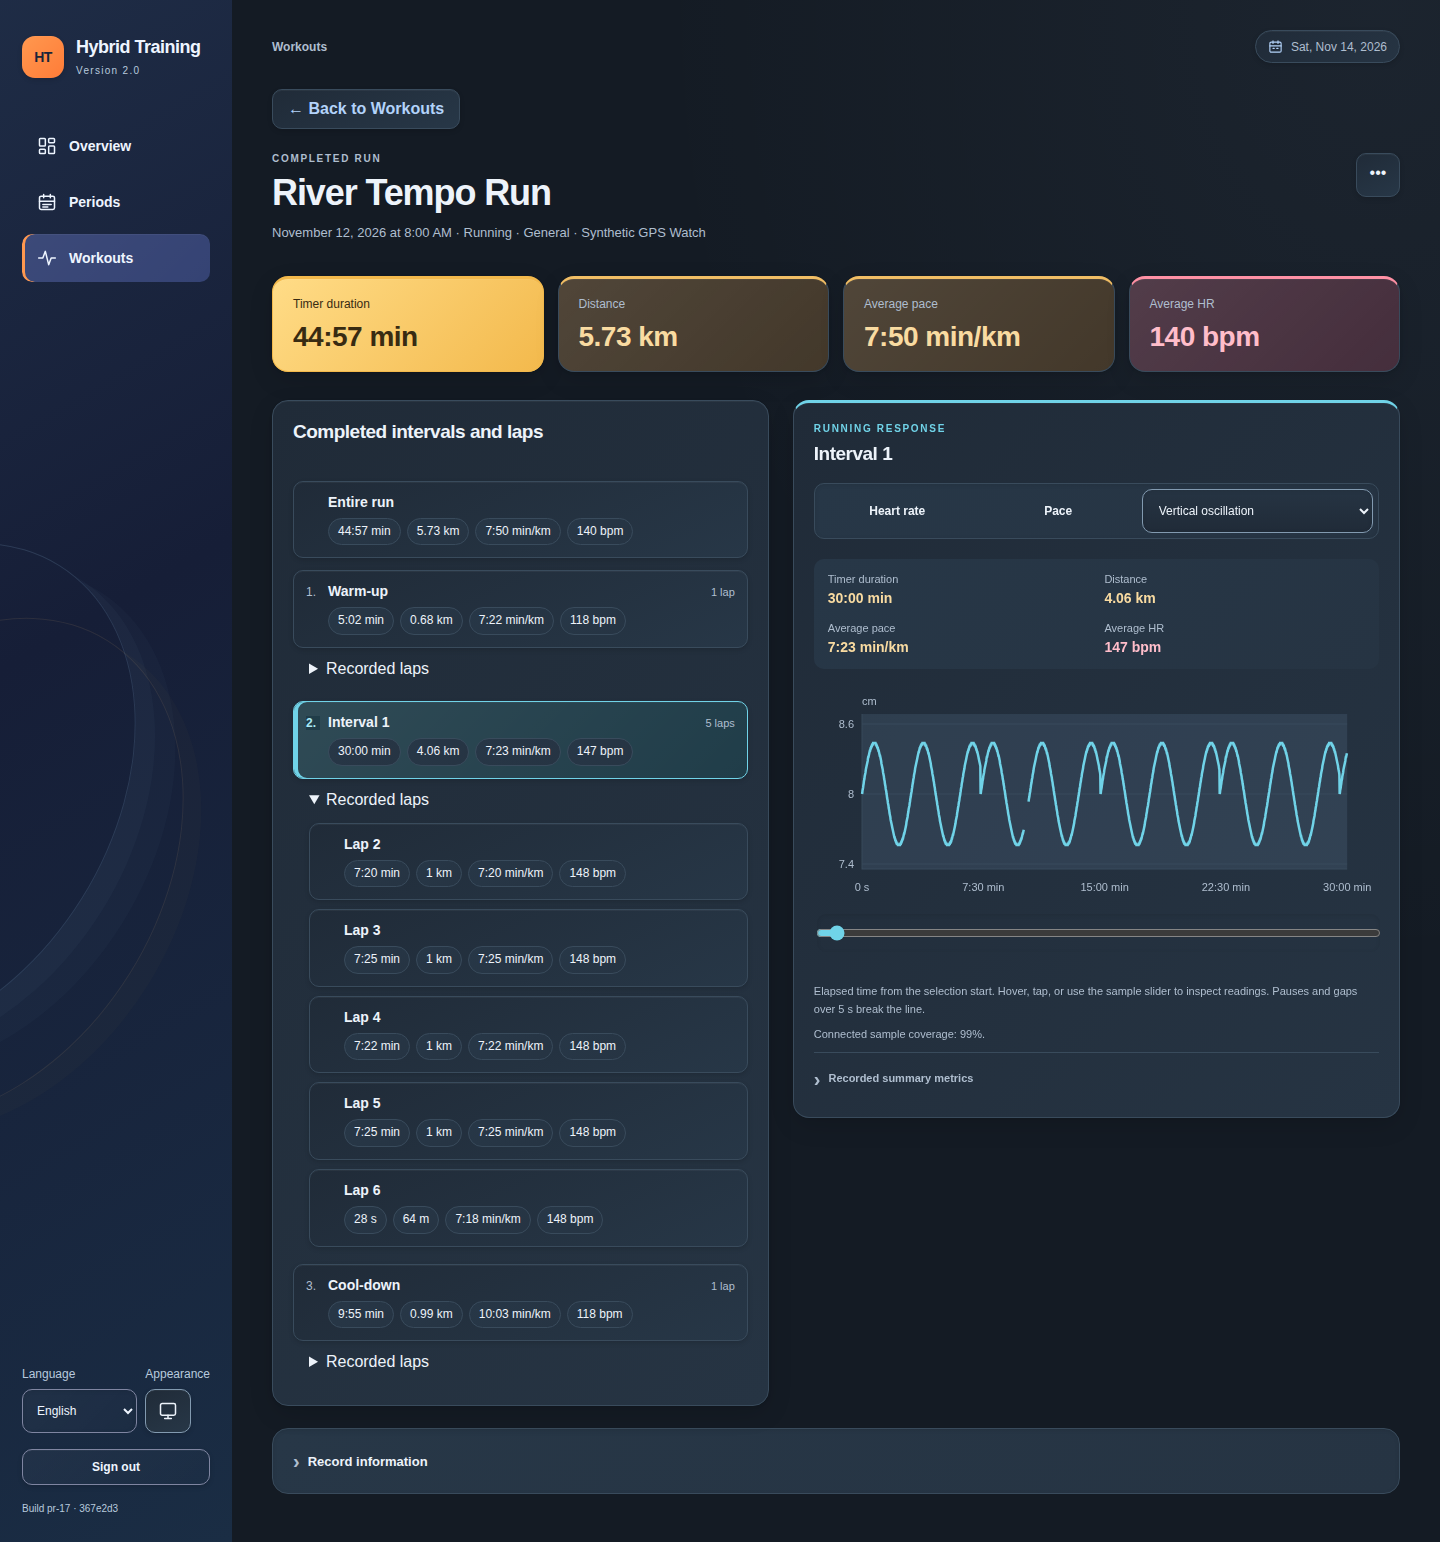 HT
Hybrid Training
Version 2.0
Overview
Periods
Workouts
Language
Appearance
English
Sign out
Build pr-17 · 367e2d3
Workouts
Sat, Nov 14, 2026
← Back to Workouts
COMPLETED RUN
River Tempo Run
•••
November 12, 2026 at 8:00 AM · Running · General · Synthetic GPS Watch
Timer duration
44:57 min
Distance
5.73 km
Average pace
7:50 min/km
Average HR
140 bpm
Completed intervals and laps
Entire run
44:57 min 5.73 km 7:50 min/km 140 bpm
1. Warm-up 1 lap
5:02 min 0.68 km 7:22 min/km 118 bpm
Recorded laps
2. Interval 1 5 laps
30:00 min 4.06 km 7:23 min/km 147 bpm
Recorded laps
Lap 2
7:20 min 1 km 7:20 min/km 148 bpm
Lap 3
7:25 min 1 km 7:25 min/km 148 bpm
Lap 4
7:22 min 1 km 7:22 min/km 148 bpm
Lap 5
7:25 min 1 km 7:25 min/km 148 bpm
Lap 6
28 s 64 m 7:18 min/km 148 bpm
3. Cool-down 1 lap
9:55 min 0.99 km 10:03 min/km 118 bpm
Recorded laps
RUNNING RESPONSE
Interval 1
Heart rate Pace Vertical oscillation
Timer duration Distance
30:00 min 4.06 km
Average pace Average HR
7:23 min/km 147 bpm
cm
8.6
8
7.4
0 s 7:30 min 15:00 min 22:30 min 30:00 min
Elapsed time from the selection start. Hover, tap, or use the sample slider to inspect readings. Pauses and gaps
over 5 s break the line.
Connected sample coverage: 99%.
Recorded summary metrics
Record information